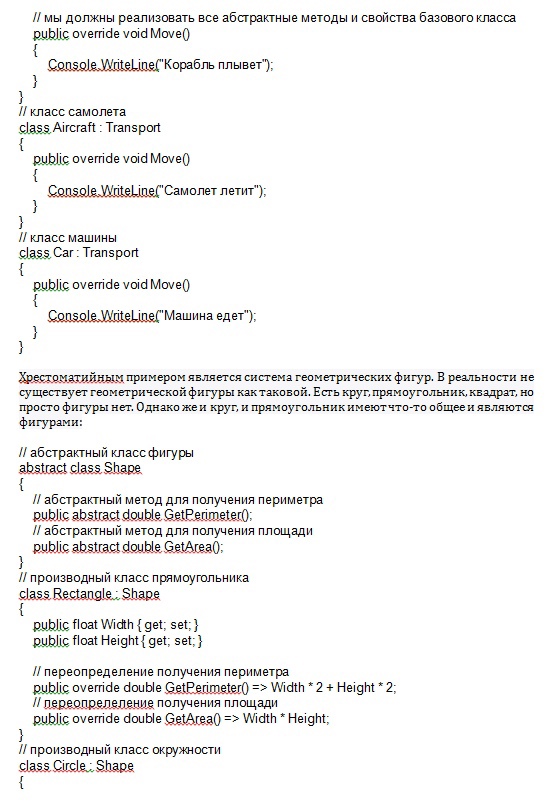 // мы должны реализовать все абстрактные методы и свойства базового класса
public override void Move()
{
Console.WriteLine("Корабль плывет");
}
}
// класс самолета
class Aircraft : Transport
{
public override void Move()
{
Console.WriteLine("Самолет летит");
}
}
// класс машины
class Car : Transport
{
public override void Move()
{
Console.WriteLine("Машина едет");
}
}
Хрестоматийным примером является система геометрических фигур. В реальности не
существует геометрической фигуры как таковой. Есть круг, прямоугольник, квадрат, но
просто фигуры нет. Однако же и круг, и прямоугольник имеют что-то общее и являются
фигурами:
// абстрактный класс фигуры
abstract class Shape
{
// абстрактный метод для получения периметра
public abstract double GetPerimeter();
// абстрактный метод для получения площади
public abstract double GetArea();
}
// производный класс прямоугольника
class Rectangle : Shape
{
public float Width { get; set; }
public float Height { get; set; }
// переопределение получения периметра
public override double GetPerimeter() => Width * 2 + Height * 2;
// переопрелеление получения площади
public override double GetArea() => Width * Height;
}
// производный класс окружности
class Circle : Shape
{